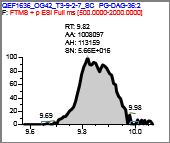 QEF1636_OG42_T3-9-2-7_SC PG-OAG-36:2
F: FTMS + p ESI Full ms [500.0000-2000.0000]
RT: 9.82
AA: 1008097
AH: 113159
SN: 5.66E+016
100
80
60
40
20
0
9.69
9.98
9.6
9.8
10.0